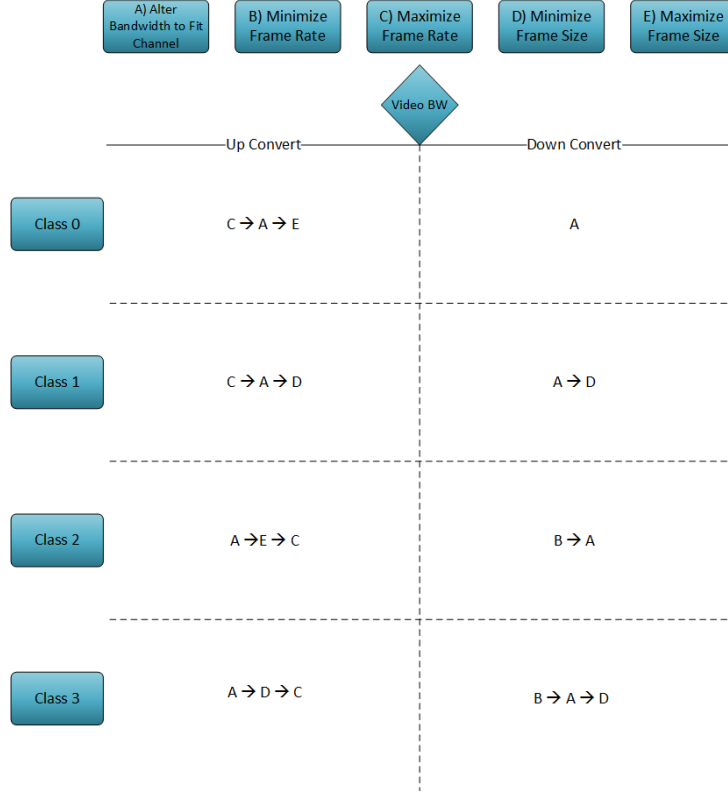 A) Alter
Bandwidth to Fit
Channel
B) Minimize
Frame Rate
C) Maximize
Frame Rate
D) Minimize
Frame Size
E) Maximize
Frame Size
Video BW
Up Convert
Down Convert
Class 0
C → A → E
A
Class 1
C → A → D
A → D
Class 2
A →E → C
B → A
Class 3
A → D → C
B → A → D